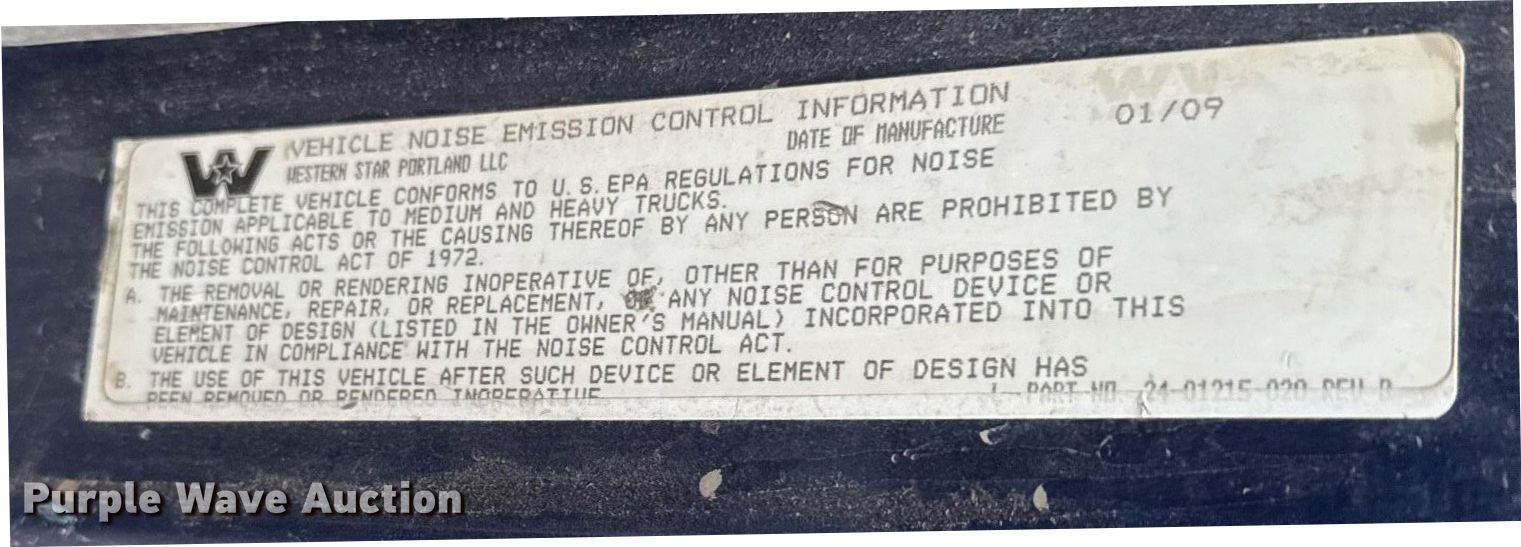 VEHICLE NOISE EMISSION CONTROL INFORMATION
WESTERN STAR PORTLAND LLC
DATE OF MANUFACTURE 01/09
THIS COMPLETE VEHICLE CONFORMS TO U.S.EPA REGULATIONS FOR NOISE
EMISSION APPLICABLE TO MEDIUM AND HEAVY TRUCKS.
THE FOLLOWING ACTS OR THE CAUSING THEREOF BY ANY PERSON ARE PROHIBITED BY
THE NOISE CONTROL ACT OF 1972.
A. THE REMOVAL OR RENDERING INOPERATIVE OF, OTHER THAN FOR PURPOSES OF
MAINTENANCE, REPAIR, OR REPLACEMENT, OF ANY NOISE CONTROL DEVICE OR
ELEMENT OF DESIGN (LISTED IN THE OWNER'S MANUAL) INCORPORATED INTO THIS
VEHICLE IN COMPLIANCE WITH THE NOISE CONTROL ACT.
B. THE USE OF THIS VEHICLE AFTER SUCH DEVICE OR ELEMENT OF DESIGN HAS
BEEN REMOVED OR RENDERED INOPERATIVE
PART NO. 24-01215-020 REV B
Purple Wave Auction